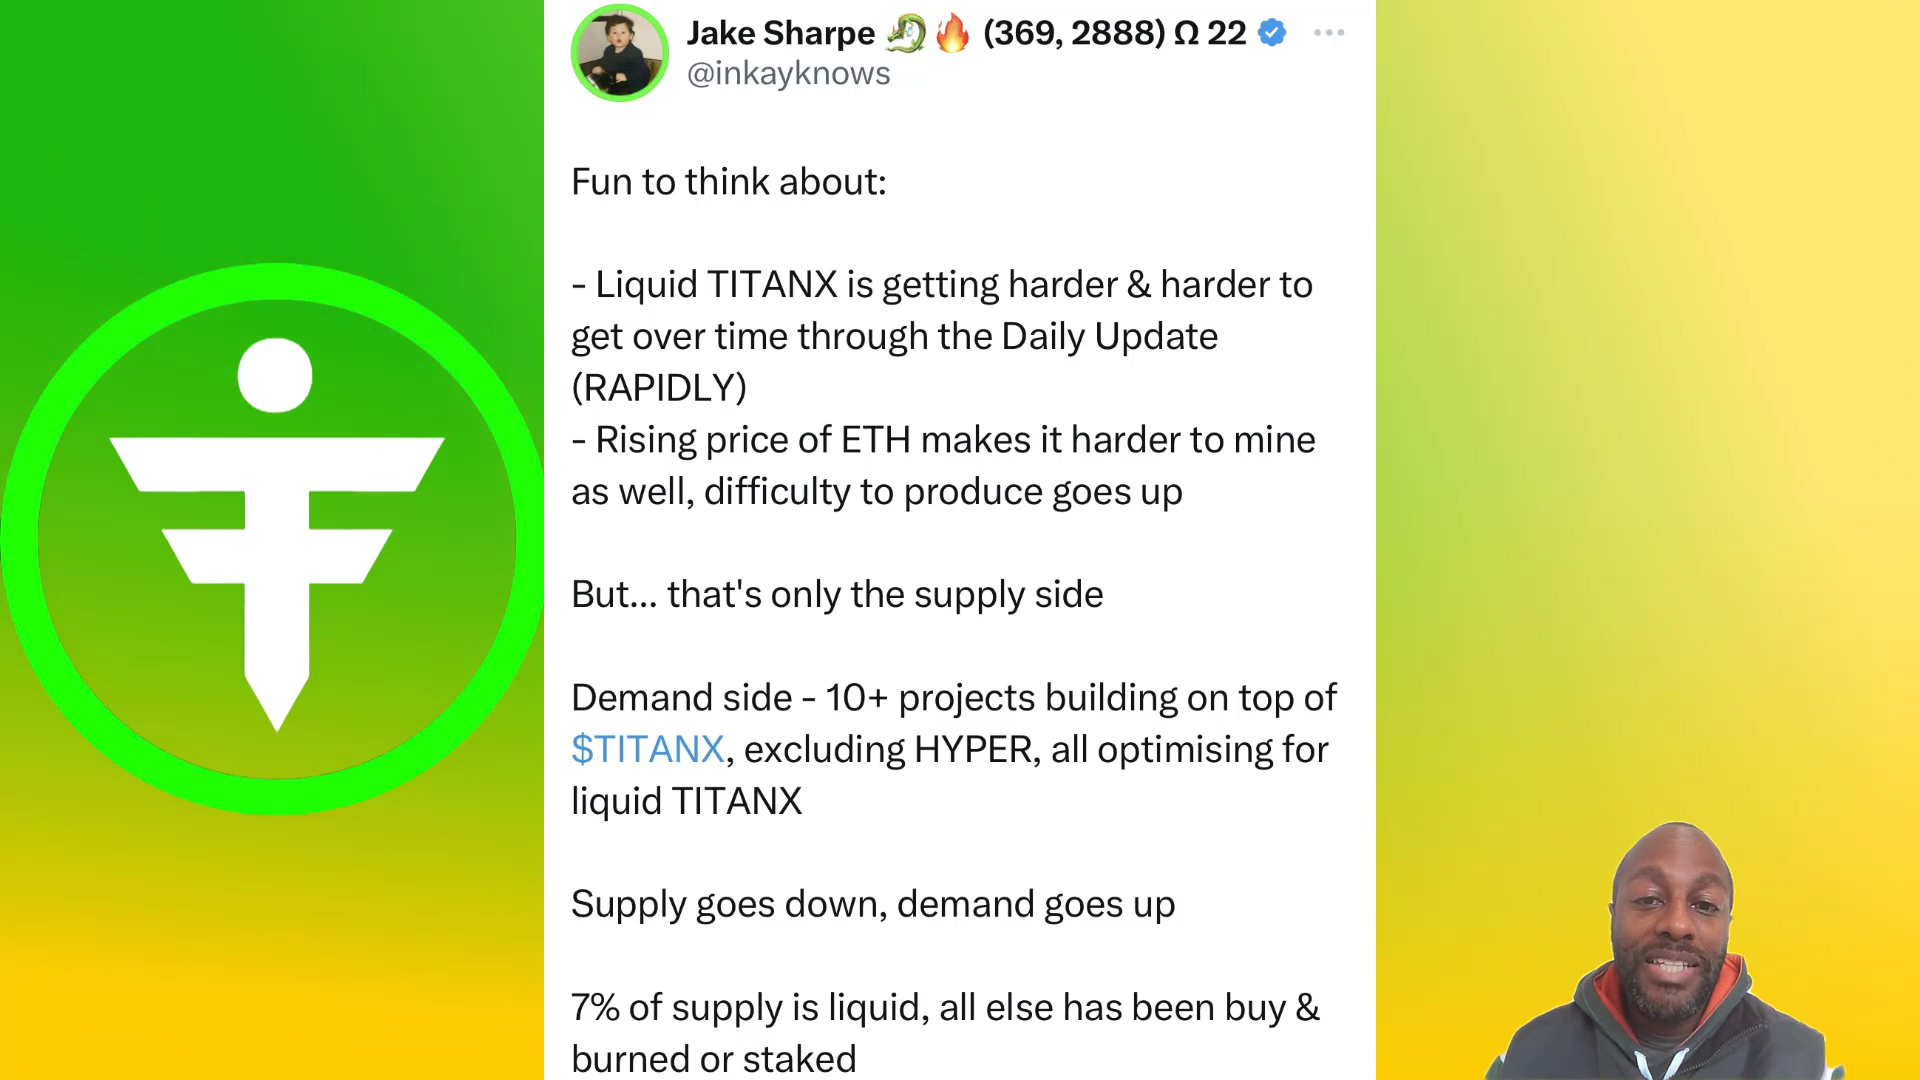 Jake Sharpe 🐉🔥 (369, 2888) Ω 22
@inkayknows
Fun to think about:
- Liquid TITANX is getting harder & harder to
get over time through the Daily Update
(RAPIDLY)
- Rising price of ETH makes it harder to mine
as well, difficulty to produce goes up
But... that's only the supply side
Demand side - 10+ projects building on top of
$TITANX, excluding HYPER, all optimising for
liquid TITANX
Supply goes down, demand goes up
7% of supply is liquid, all else has been buy &
burned or staked